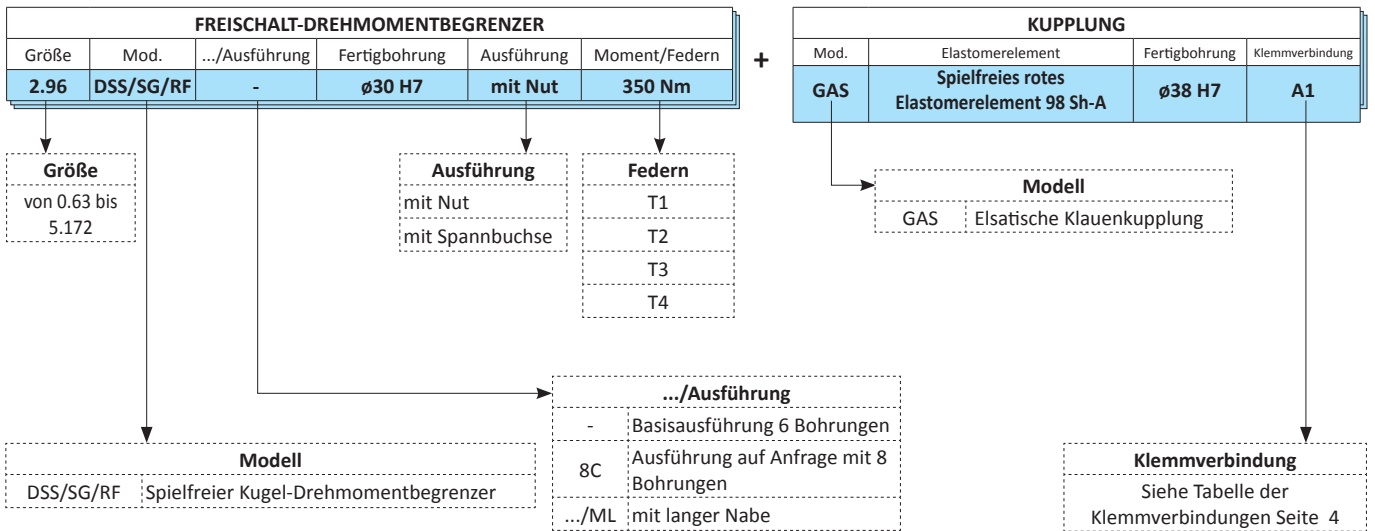 FREISCHALT-DREHMOMENTBEGRENZER
Größe Mod. .../Ausführung Fertigbohrung Ausführung Moment/Federn
2.96 DSS/SG/RF - ø30 H7 mit Nut 350 Nm
+
KUPPLUNG
Mod. Elastomerelement Fertigbohrung Klemmverbindung
GAS Spielfreies rotes
Elastomerelement 98 Sh-A ø38 H7 A1
Größe
von 0.63 bis
5.172
Ausführung
mit Nut
mit Spannbuchse
Federn
T1
T2
T3
T4
Modell
GAS Elsatische Klauenkupplung
.../Ausführung
- Basisausführung 6 Bohrungen
8C Ausführung auf Anfrage mit 8
Bohrungen
.../ML mit langer Nabe
Modell
DSS/SG/RF Spielfreier Kugel-Drehmomentbegrenzer
Klemmverbindung
Siehe Tabelle der
Klemmverbindungen Seite 4